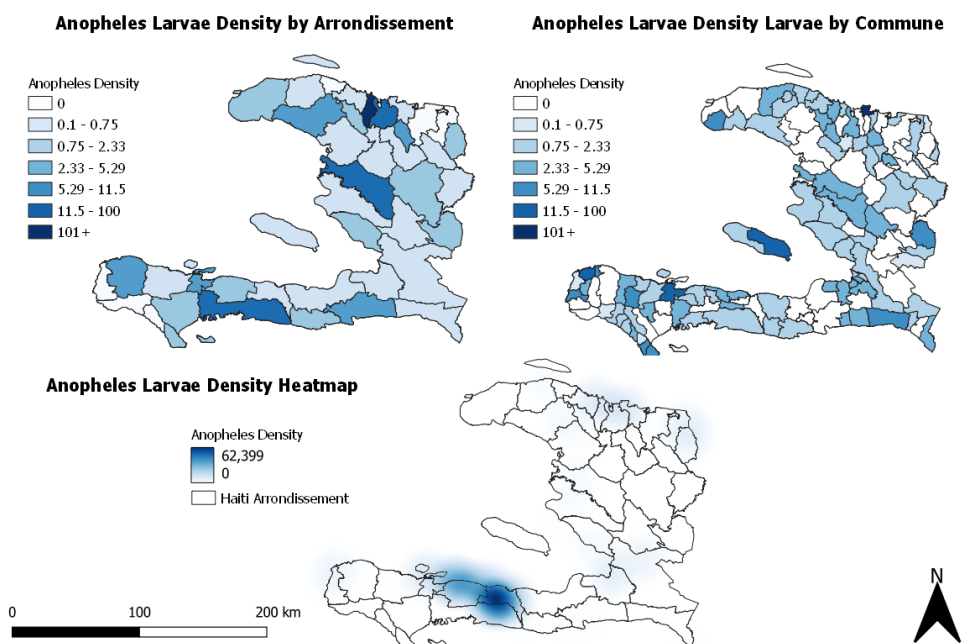 Anopheles Larvae Density by Arrondissement
Anopheles Density
0
0.1 - 0.75
0.75 - 2.33
2.33 - 5.29
5.29 - 11.5
11.5 - 100
101+
Anopheles Larvae Density Larvae by Commune
Anopheles Density
0
0.1 - 0.75
0.75 - 2.33
2.33 - 5.29
5.29 - 11.5
11.5 - 100
101+
Anopheles Larvae Density Heatmap
Anopheles Density
62,399
0
Haiti Arrondissement
0 100 200 km
N